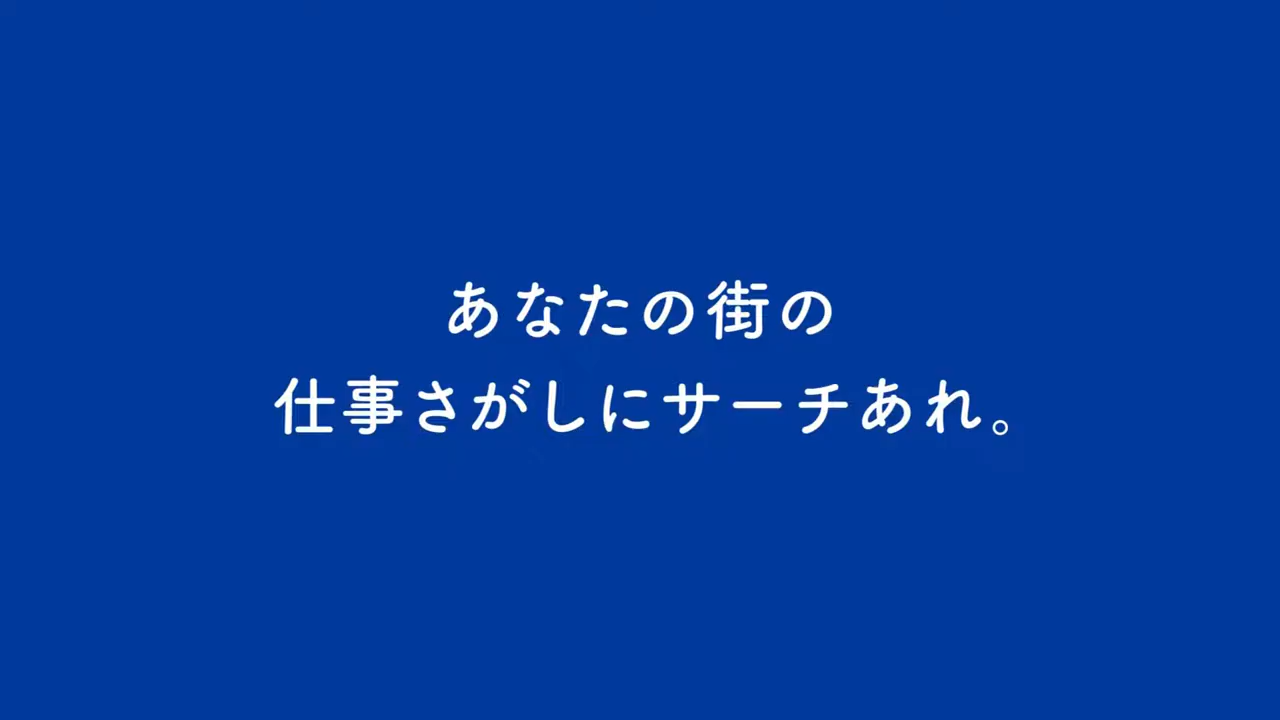 あなたの街の
仕事さがしにサーチあれ。